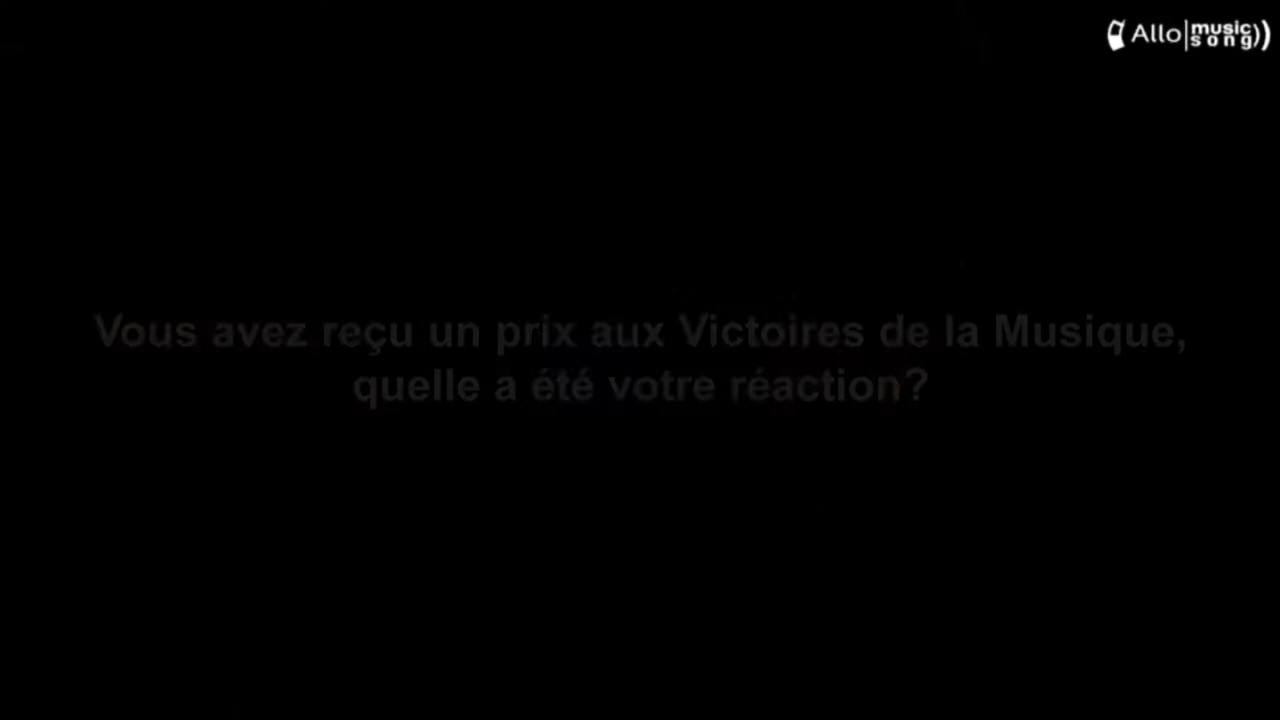 Allo music
song
Vous avez reçu un prix aux Victoires de la Musique,
quelle a été votre réaction?